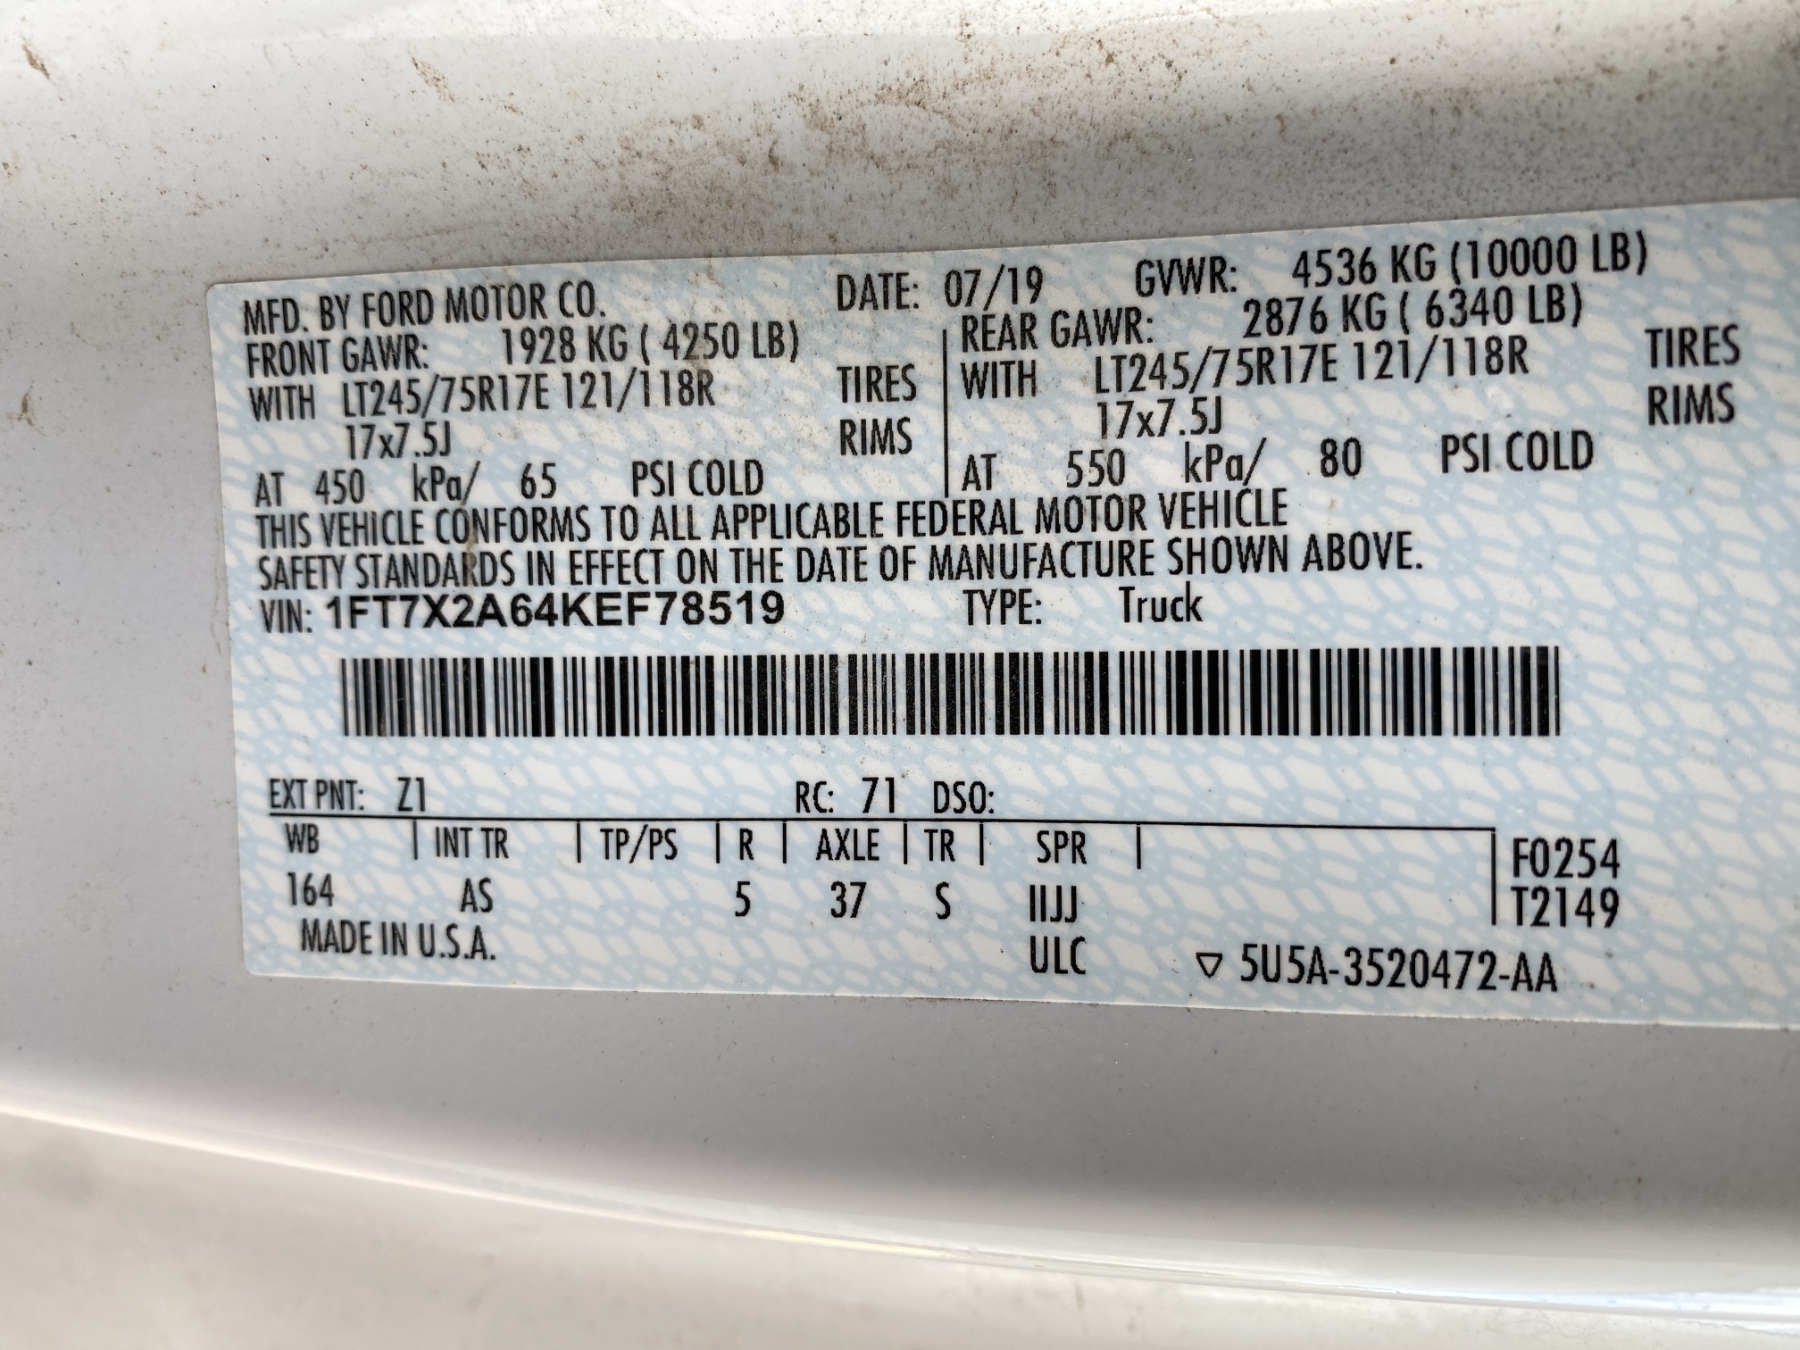 MFD. BY FORD MOTOR CO. DATE: 07/19 GVWR: 4536 KG (10000 LB)
FRONT GAWR: 1928 KG ( 4250 LB) REAR GAWR: 2876 KG ( 6340 LB)
WITH LT245/75R17E 121/118R TIRES WITH LT245/75R17E 121/118R TIRES
17x7.5J RIMS 17x7.5J RIMS
AT 450 kPa/ 65 PSI COLD AT 550 kPa/ 80 PSI COLD
THIS VEHICLE CONFORMS TO ALL APPLICABLE FEDERAL MOTOR VEHICLE
SAFETY STANDARDS IN EFFECT ON THE DATE OF MANUFACTURE SHOWN ABOVE.
VIN: 1FT7X2A64KEF78519 TYPE: Truck
EXT PNT: Z1 RC: 71 DSO:
WB INT TR TP/PS R AXLE TR SPR F0254
164 AS 5 37 S IIJJ T2149
MADE IN U.S.A. ULC ▽ 5U5A-3520472-AA